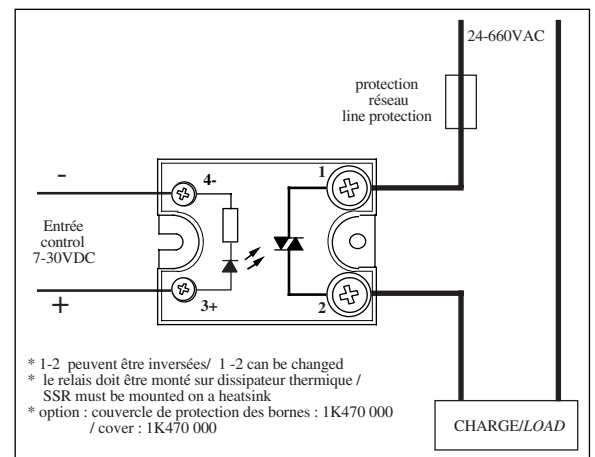 24-660VAC
protection
réseau
line protection
-
4-
1
Entrée
control
7-30VDC
+
3+
2
* 1-2 peuvent être inversées/ 1 -2 can be changed
* le relais doit être monté sur dissipateur thermique /
SSR must be mounted on a heatsink
* option : couvercle de protection des bornes : 1K470 000
/ cover : 1K470 000
CHARGE/LOAD